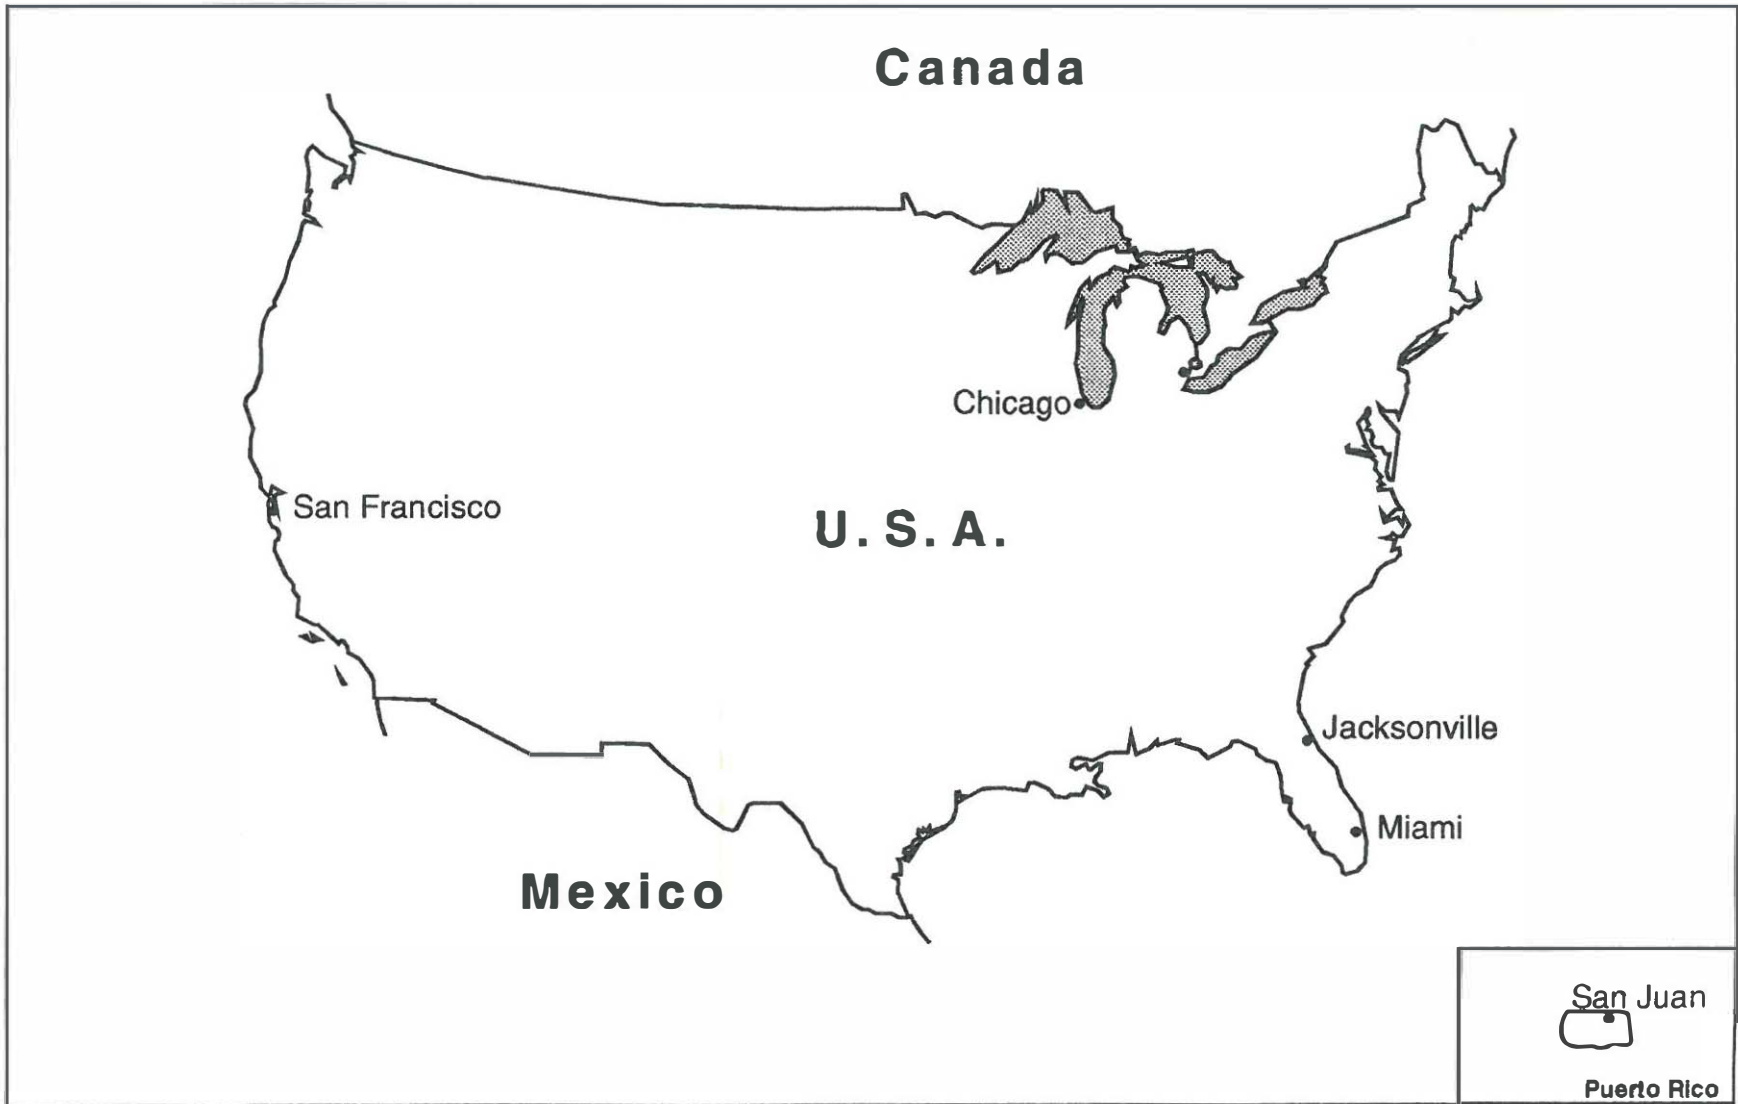 Canada
Chicago
San Francisco
U.S.A.
Jacksonville
Miami
Mexico
San Juan
Puerto Rico